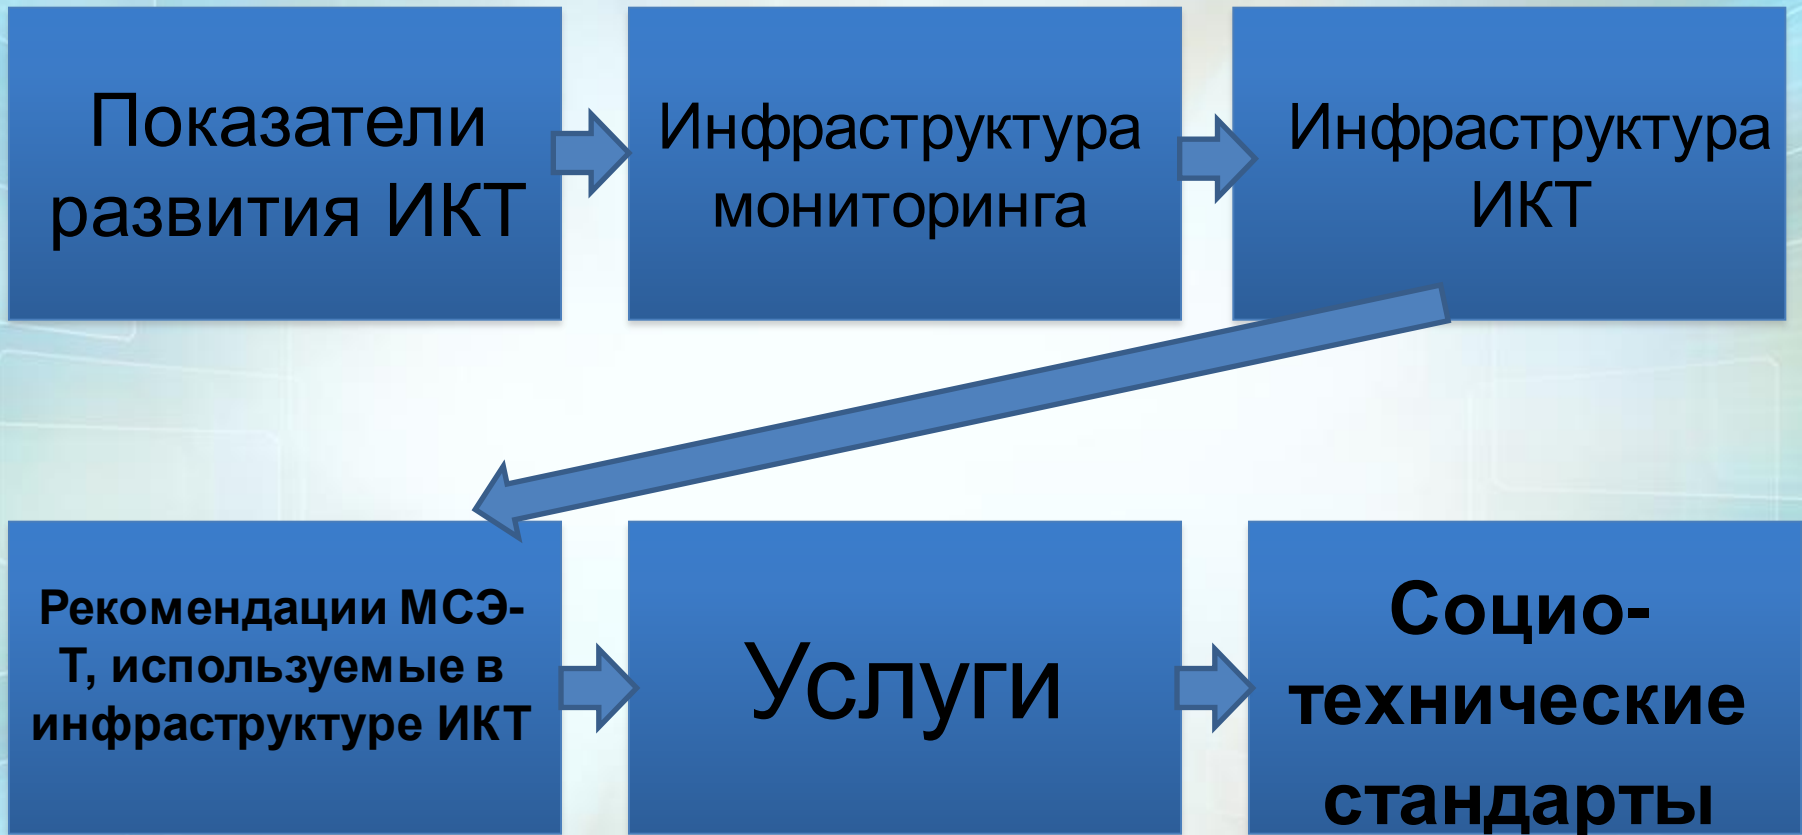 Показатели
развития ИКТ
Инфраструктура
мониторинга
Инфраструктура
ИКТ
Рекомендации МСЭ-
Т, используемые в
инфраструктуре ИКТ
Услуги
Социо-
технические
стандарты